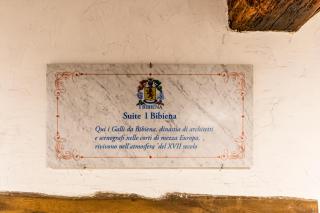 I BIBIENA
Suite I Bibiena
Qui i Galli da Bibiena, dinastia di architetti
e scenografi nelle corti di mezza Europa,
rivivono nell'atmosfera del XVII secolo